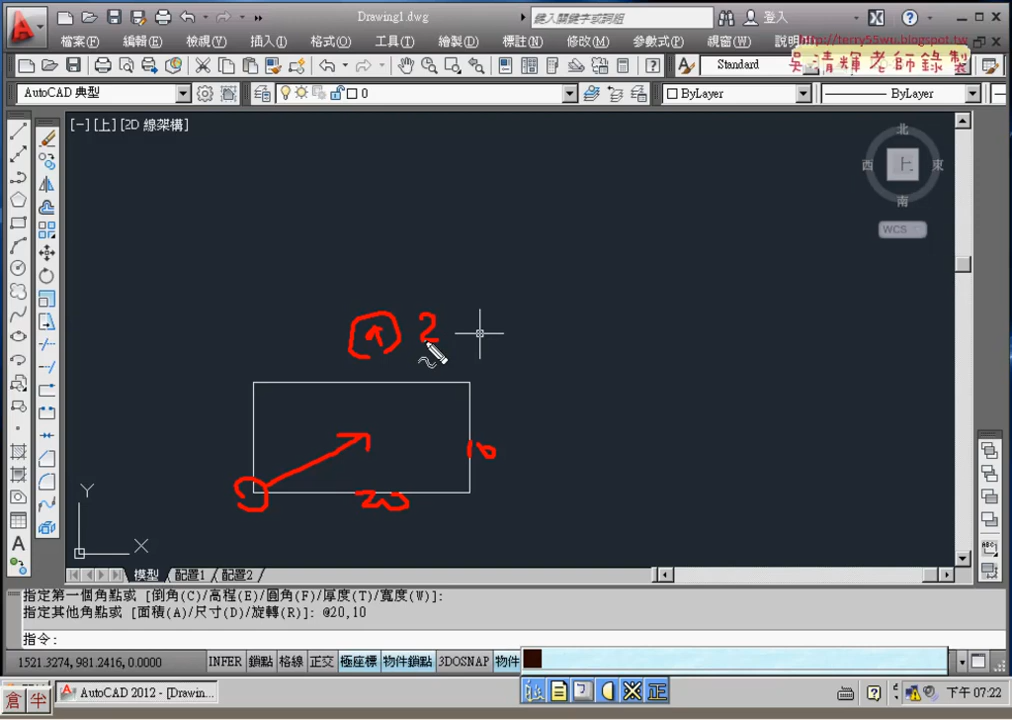 Drawing1.dwg
鍵入關鍵字或詞組
登入
http://terry55wu.blogspot.tw
檔案(F) 編輯(E) 檢視(V) 插入(I) 格式(O) 工具(T) 繪製(D) 標註(N) 修改(M) 參數式(P) 視窗(W) 說明
吳清輝老師錄製
Standard
AutoCAD 典型
0
ByLayer
ByLayer
[−] [上] [2D 線架構]
北
西 上 東
南
WCS
2
10
20
Y
X
模型 配置1 配置2
指定第一個角點或 [倒角(C)/高程(E)/圓角(F)/厚度(T)/寬度(W)]:
指定其他角點或 [面積(A)/尺寸(D)/旋轉(R)]: @20,10
指令:
1521.3274, 981.2416, 0.0000
INFER 鎖點 格線 正交 極座標 物件鎖點 3DOSNAP 物件
倉 半
AutoCAD 2012 - [Drawin...
正
下午 07:22